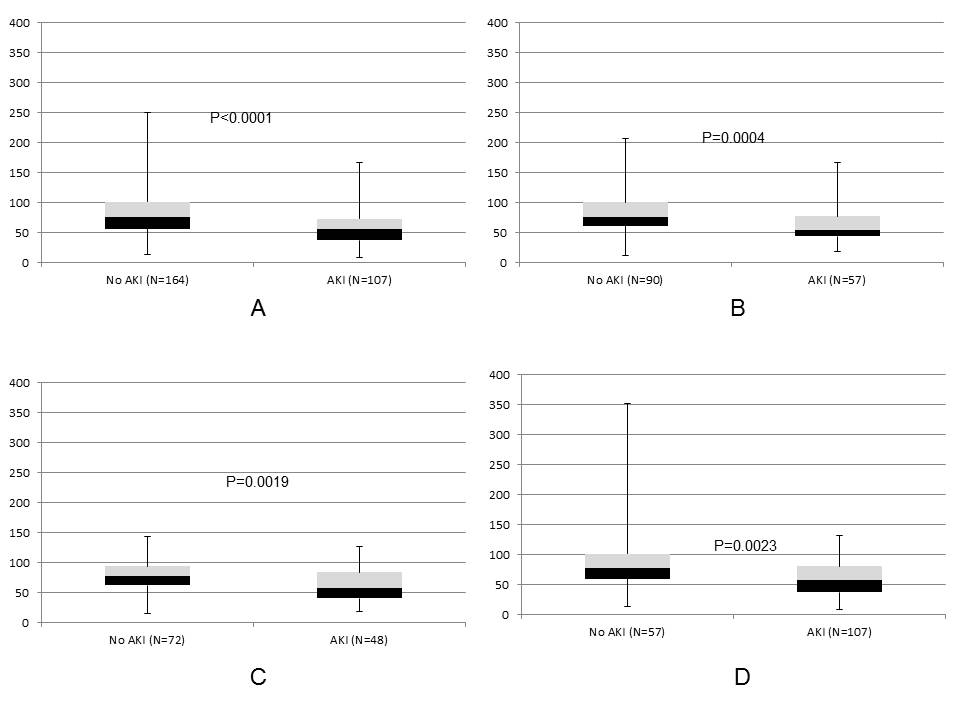 400
350
300
250
200
150
100
50
0
P<0.0001
No AKI (N=164)
AKI (N=107)
A
400
350
300
250
200
150
100
50
0
P=0.0004
No AKI (N=90)
AKI (N=57)
B
400
350
300
250
200
150
100
50
0
P=0.0019
No AKI (N=72)
AKI (N=48)
C
400
350
300
250
200
150
100
50
0
P=0.0023
No AKI (N=57)
AKI (N=107)
D